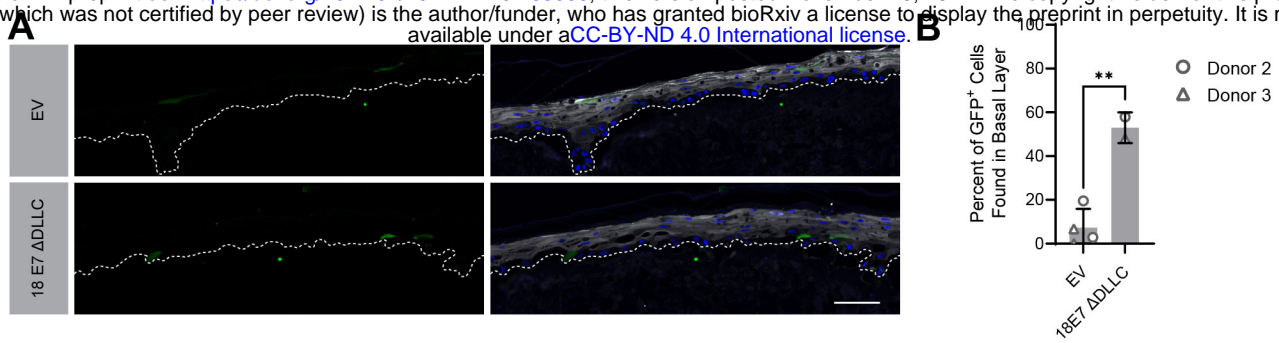 which was not certified by peer review) is the author/funder, who has granted bioRxiv a license to display the preprint in perpetuity. It is
available under aCC-BY-ND 4.0 International license.
A
EV
18 E7 ΔDLLC
B
Percent of GFP+ Cells
Found in Basal Layer
100
80
60
40
20
0
**
EV
18E7 ΔDLLC
Donor 2
Donor 3